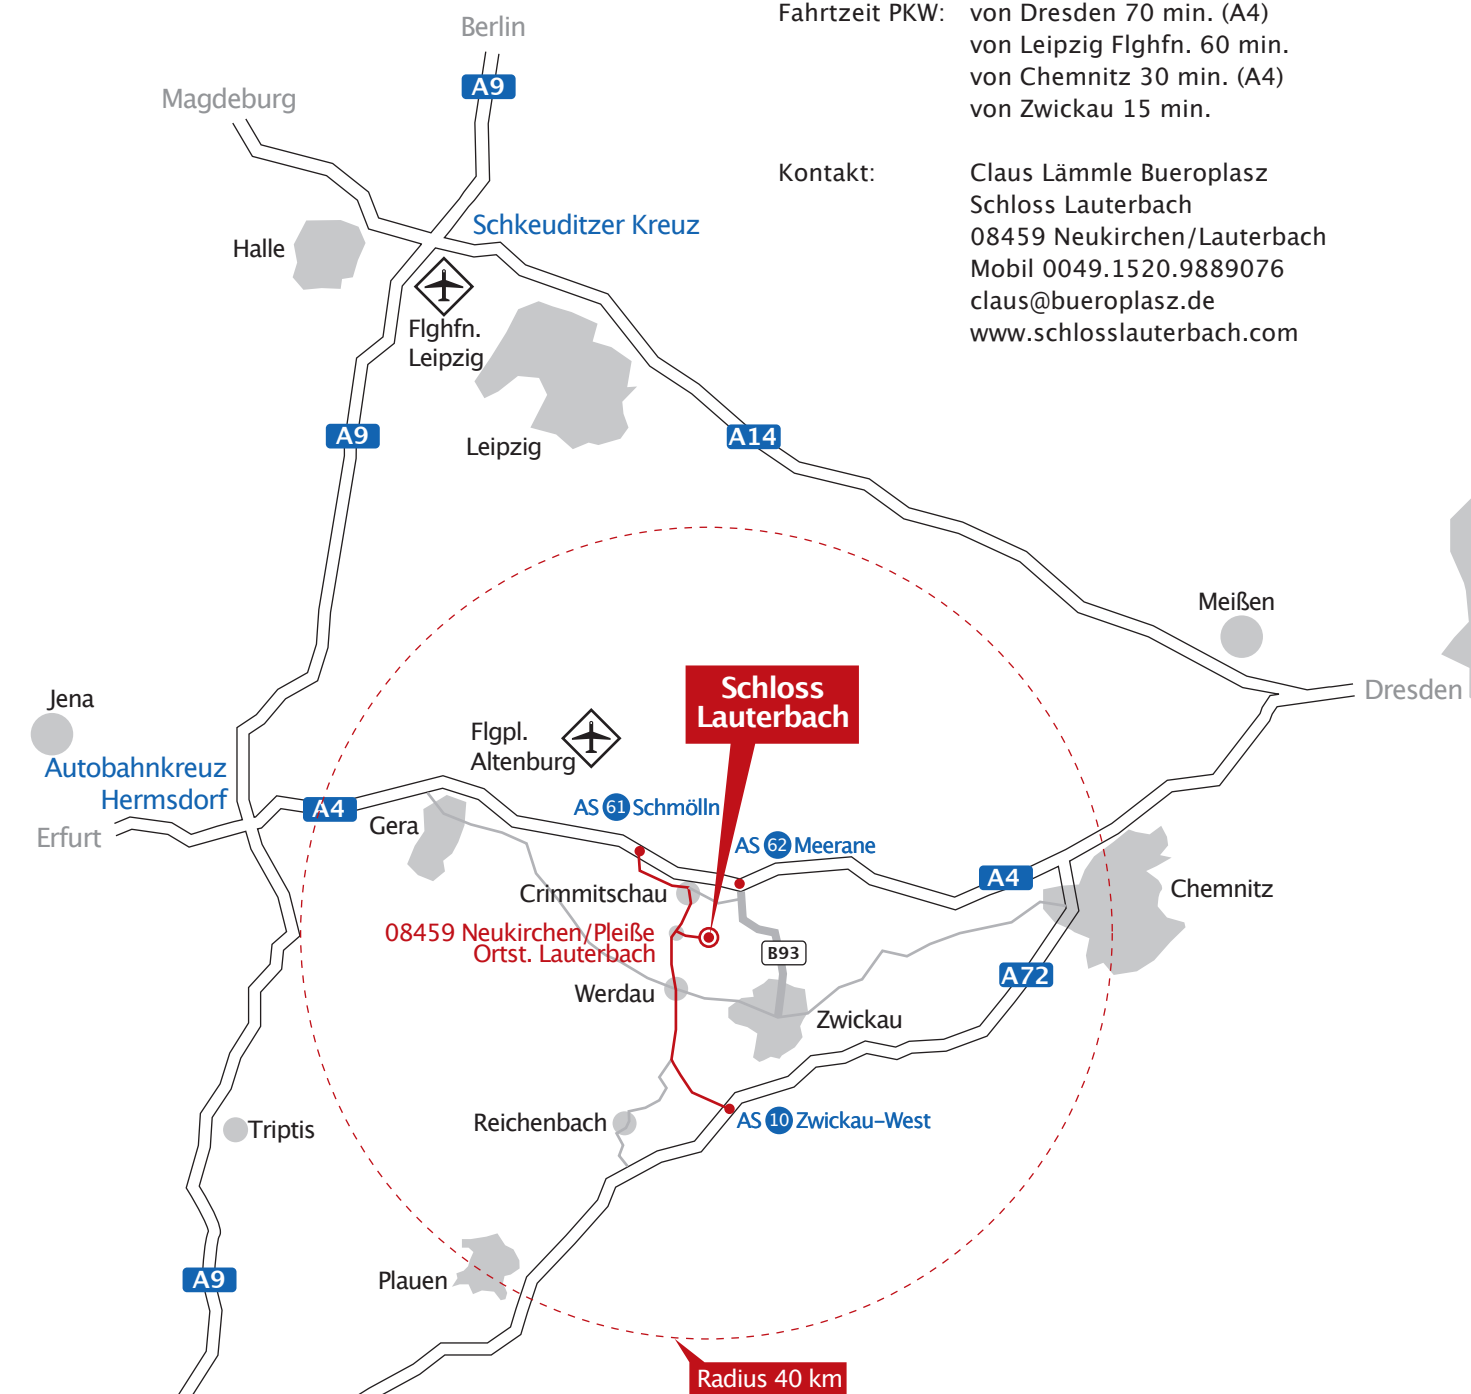 Fahrtzeit PKW: von Dresden 70 min. (A4)
von Leipzig Flghfn. 60 min.
von Chemnitz 30 min. (A4)
von Zwickau 15 min.
Kontakt: Claus Lämmle Bueroplasz
Schloss Lauterbach
08459 Neukirchen/Lauterbach
Mobil 0049.1520.9889076
claus@bueroplasz.de
www.schlosslauterbach.com
Berlin
A9
Magdeburg
Schkeuditzer Kreuz
Halle
Flghfn.
Leipzig
Leipzig
A9
A14
Meißen
Dresden
Jena
Schloss
Lauterbach
Flgpl.
Altenburg
Autobahnkreuz
Hermsdorf
Erfurt
A4
Gera
AS 61 Schmölln
AS 62 Meerane
A4
Chemnitz
Crimmitschau
08459 Neukirchen/Pleiße
Ortst. Lauterbach
B93
A72
Werdau
Zwickau
Reichenbach
AS 10 Zwickau-West
Triptis
A9
Plauen
Radius 40 km